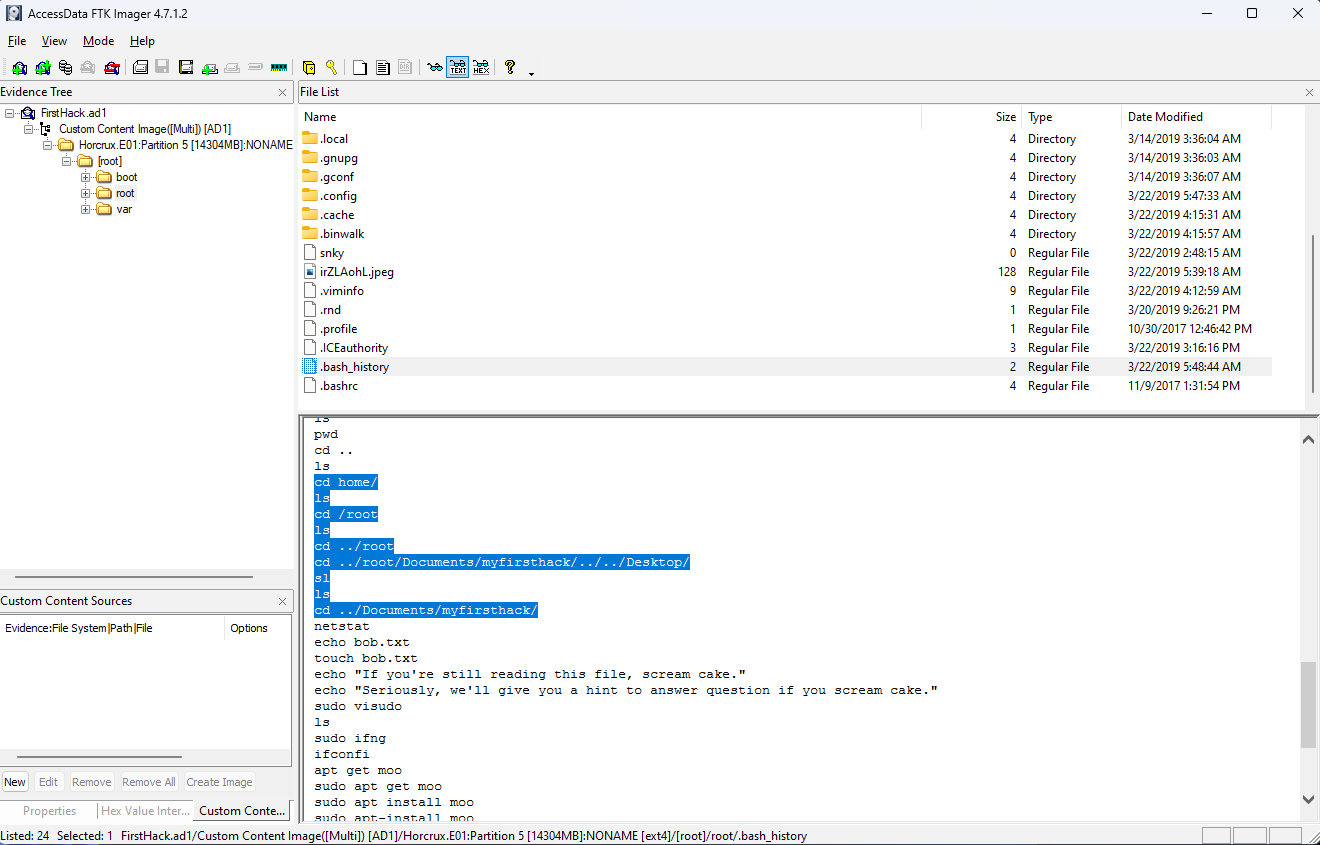 AccessData FTK Imager 4.7.1.2
File View Mode Help
TEXT HEX
Evidence Tree
FirstHack.ad1
Custom Content Image([Multi]) [AD1]
Horcrux.E01:Partition 5 [14304MB]:NONAME
[root]
boot
root
var
File List
Name Size Type Date Modified
.local 4 Directory 3/14/2019 3:36:04 AM
.gnupg 4 Directory 3/14/2019 3:36:03 AM
.gconf 4 Directory 3/14/2019 3:36:07 AM
.config 4 Directory 3/22/2019 5:47:33 AM
.cache 4 Directory 3/22/2019 4:15:31 AM
.binwalk 4 Directory 3/22/2019 4:15:57 AM
snky 0 Regular File 3/22/2019 2:48:15 AM
irZLAohL.jpeg 128 Regular File 3/22/2019 5:39:18 AM
.viminfo 9 Regular File 3/22/2019 4:12:59 AM
.rnd 1 Regular File 3/20/2019 9:26:21 PM
.profile 1 Regular File 10/30/2017 12:46:42 PM
.ICEauthority 3 Regular File 3/22/2019 3:16:16 PM
.bash_history 2 Regular File 3/22/2019 5:48:44 AM
.bashrc 4 Regular File 11/9/2017 1:31:54 PM
ls
pwd
cd ..
ls
cd home/
ls
cd /root
ls
cd ../root
cd ../root/Documents/myfirsthack/../../Desktop/
sl
ls
cd ../Documents/myfirsthack/
netstat
echo bob.txt
touch bob.txt
echo "If you're still reading this file, scream cake."
echo "Seriously, we'll give you a hint to answer question if you scream cake."
sudo visudo
ls
sudo ifng
ifconfi
apt get moo
sudo apt get moo
sudo apt install moo
sudo apt-install moo
Custom Content Sources
Evidence:File System|Path|File Options
New Edit Remove Remove All Create Image
Properties Hex Value Inter... Custom Conte...
Listed: 24 Selected: 1 FirstHack.ad1/Custom Content Image([Multi]) [AD1]/Horcrux.E01:Partition 5 [14304MB]:NONAME [ext4]/[root]/root/.bash_history